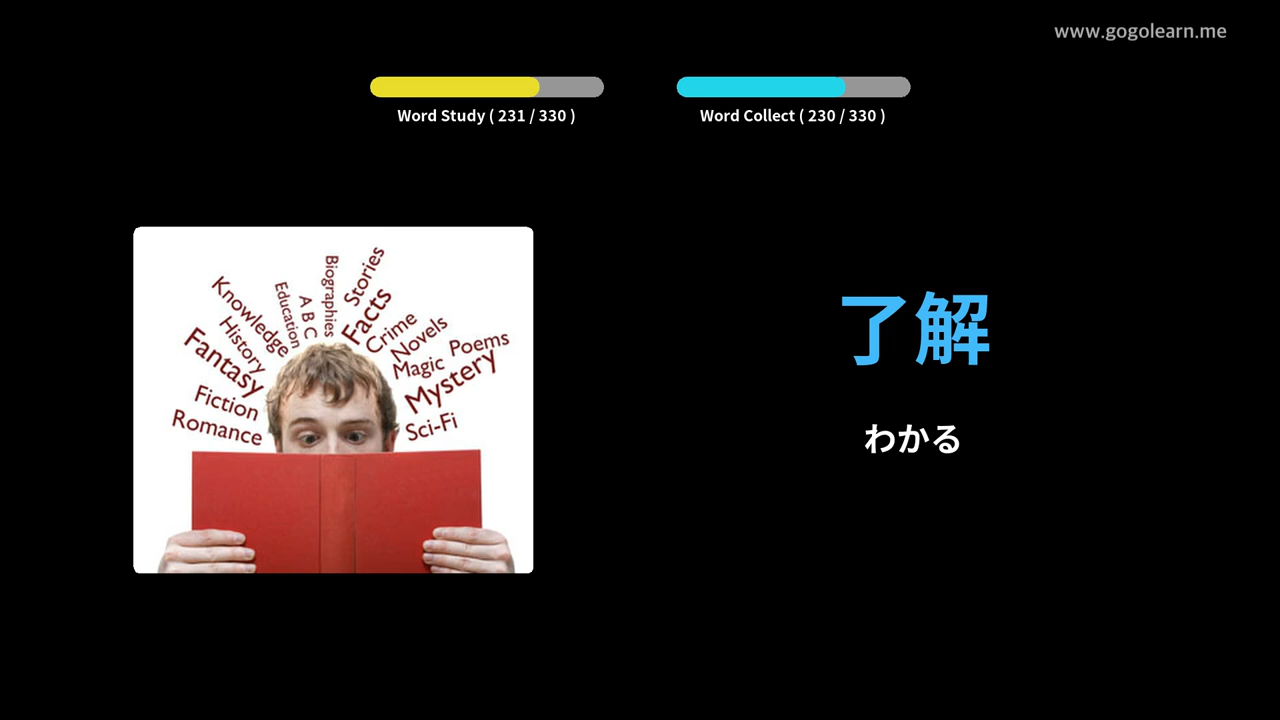 www.gogolearn.me
Word Study ( 231 / 330 )
Word Collect ( 230 / 330 )
Knowledge
Education
A B C
Biographies
Stories
Facts
Crime
Novels
Poems
Magic
Mystery
Sci-Fi
History
Fantasy
Fiction
Romance
了解
わかる